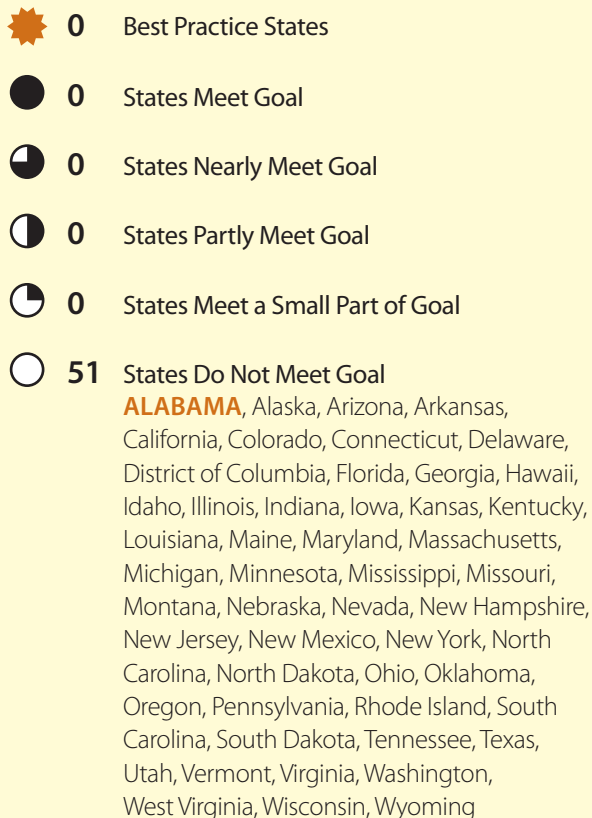 0 Best Practice States
0 States Meet Goal
0 States Nearly Meet Goal
0 States Partly Meet Goal
0 States Meet a Small Part of Goal
51 States Do Not Meet Goal
ALABAMA, Alaska, Arizona, Arkansas,
California, Colorado, Connecticut, Delaware,
District of Columbia, Florida, Georgia, Hawaii,
Idaho, Illinois, Indiana, Iowa, Kansas, Kentucky,
Louisiana, Maine, Maryland, Massachusetts,
Michigan, Minnesota, Mississippi, Missouri,
Montana, Nebraska, Nevada, New Hampshire,
New Jersey, New Mexico, New York, North
Carolina, North Dakota, Ohio, Oklahoma,
Oregon, Pennsylvania, Rhode Island, South
Carolina, South Dakota, Tennessee, Texas,
Utah, Vermont, Virginia, Washington,
West Virginia, Wisconsin, Wyoming